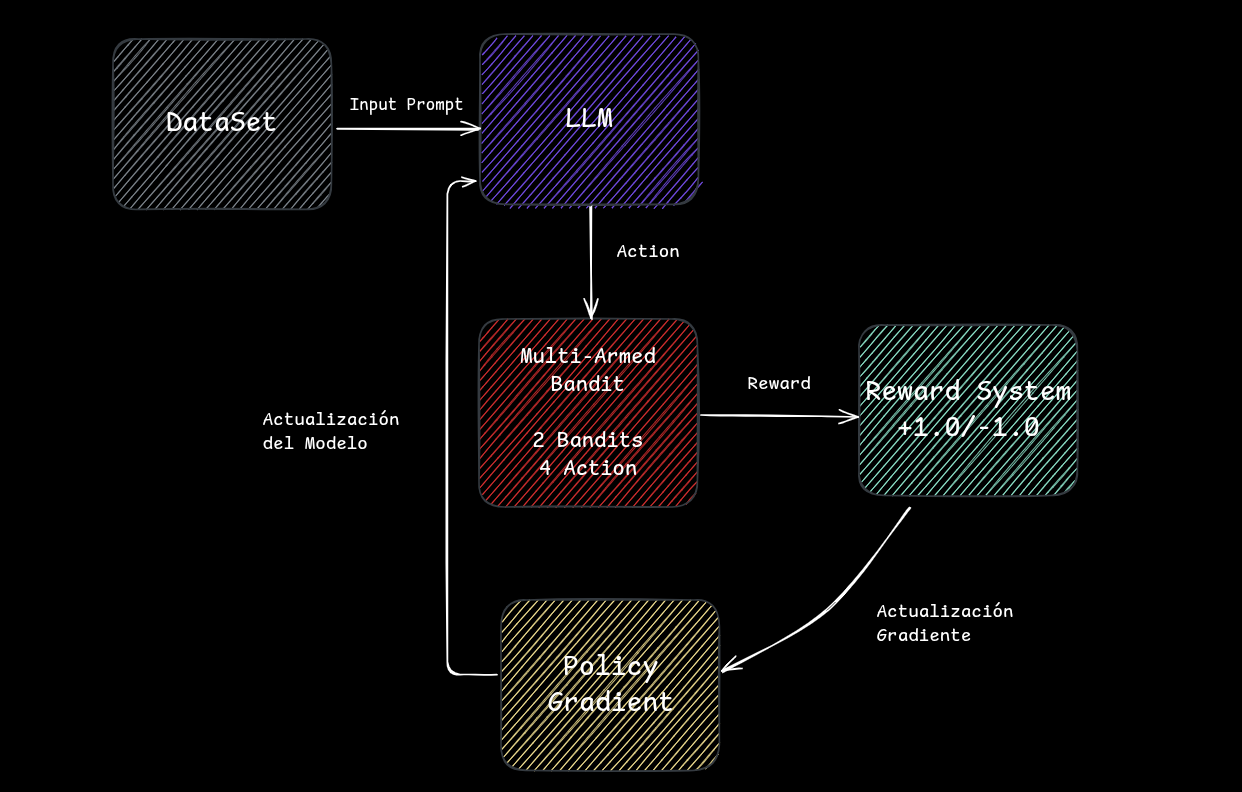 DataSet
Input Prompt
LLM
Action
Multi-Armed
Bandit
2 Bandits
4 Action
Reward
Reward System
+1.0/-1.0
Actualización
del Modelo
Actualización
Gradiente
Policy
Gradient